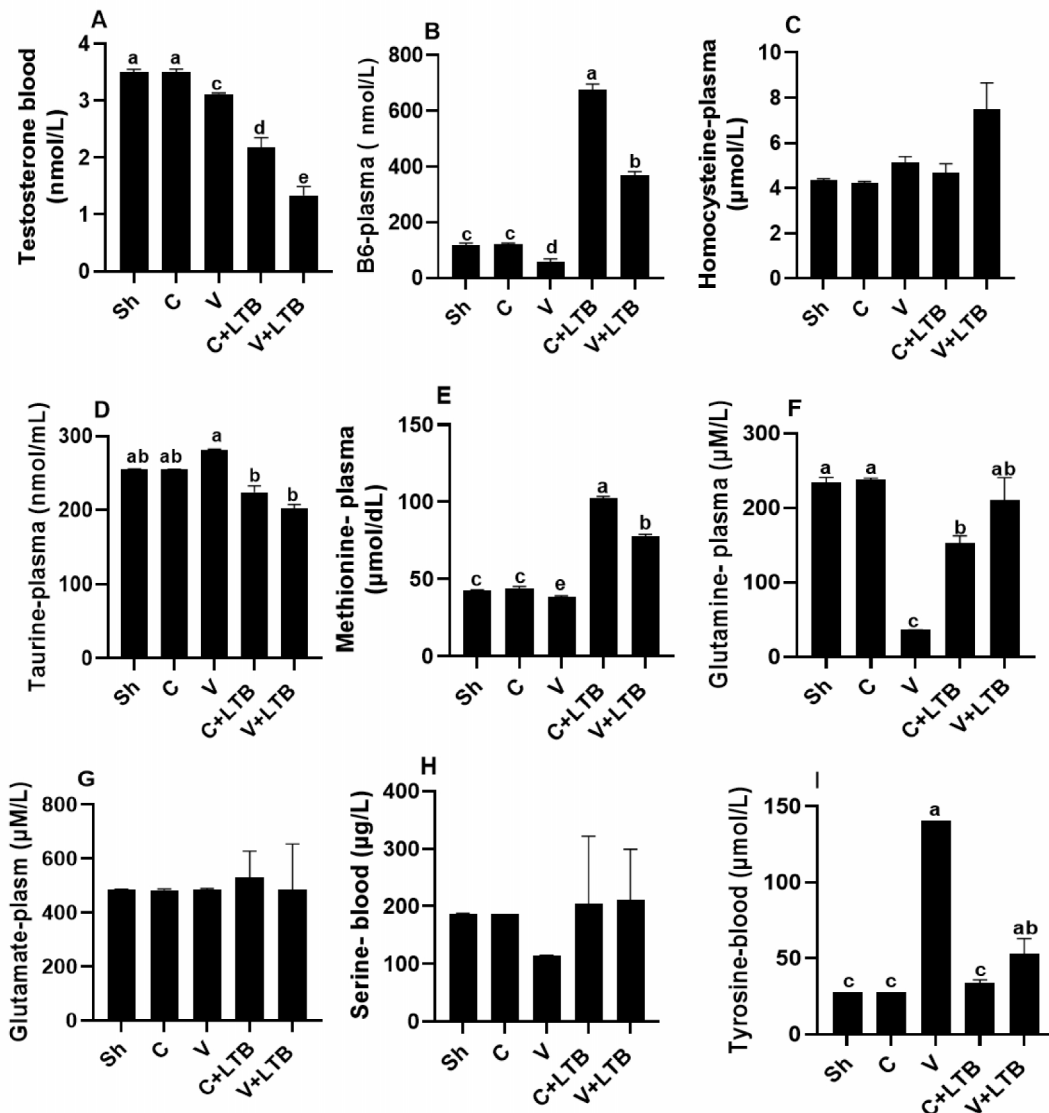 A
Testosterone blood
(nmol/L)
4
3
2
1
0
a
a
c
d
e
Sh
C
V
C+LTB
V+LTB
B
B6-plasma ( nmol/L)
800
600
400
200
0
c
c
d
a
b
Sh
C
V
C+LTB
V+LTB
C
Homocysteine-plasma
(µmol/L)
10
8
6
4
2
0
Sh
C
V
C+LTB
V+LTB
D
Taurine-plasma (nmol/mL)
300
200
100
0
ab
ab
a
b
b
Sh
C
V
C+LTB
V+LTB
E
Methionine- plasma
(µmol/dL)
150
100
50
0
c
c
e
a
b
Sh
C
V
C+LTB
V+LTB
F
Glutamine- plasma (µM/L)
300
200
100
0
a
a
c
b
ab
Sh
C
V
C+LTB
V+LTB
G
Glutamate-plasm (µM/L)
800
600
400
200
0
Sh
C
V
C+LTB
V+LTB
H
Serine- blood (µg/L)
400
300
200
100
0
Sh
C
V
C+LTB
V+LTB
I
Tyrosine-blood (µmol/L)
150
100
50
0
c
c
a
c
ab
Sh
C
V
C+LTB
V+LTB